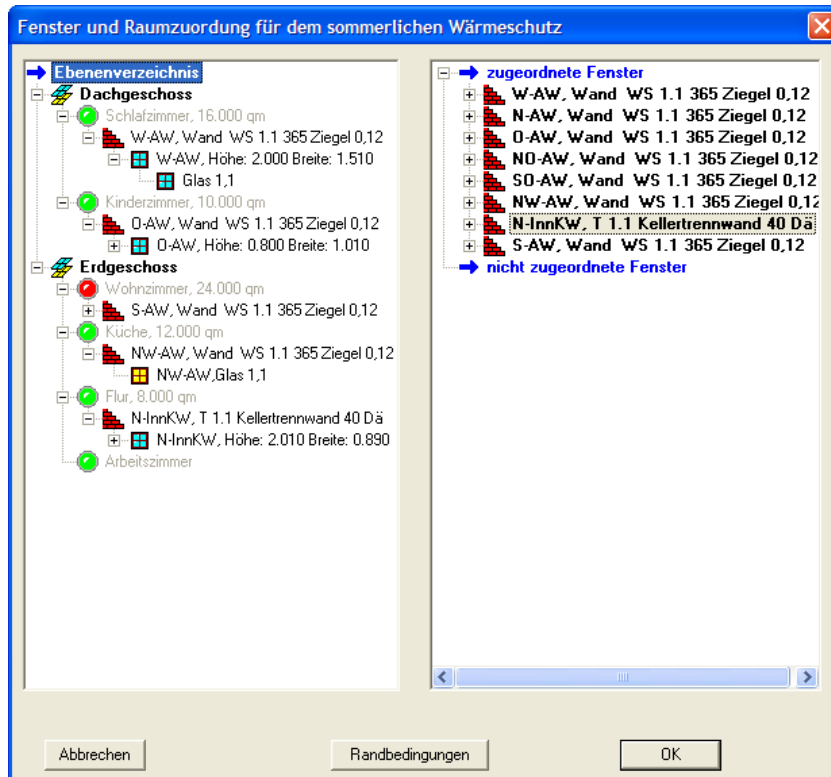 Fenster und Raumzuordung für dem sommerlichen Wärmeschutz
Ebenenverzeichnis
Dachgeschoss
Schlafzimmer, 16.000 qm
W-AW, Wand WS 1.1 365 Ziegel 0,12
W-AW, Höhe: 2.000 Breite: 1.510
Glas 1,1
Kinderzimmer, 10.000 qm
O-AW, Wand WS 1.1 365 Ziegel 0,12
O-AW, Höhe: 0.800 Breite: 1.010
Erdgeschoss
Wohnzimmer, 24.000 qm
S-AW, Wand WS 1.1 365 Ziegel 0,12
Küche, 12.000 qm
NW-AW, Wand WS 1.1 365 Ziegel 0,12
NW-AW,Glas 1,1
Flur, 8.000 qm
N-InnKW, T 1.1 Kellertrennwand 40 Dä
N-InnKW, Höhe: 2.010 Breite: 0.890
Arbeitszimmer
zugeordnete Fenster
W-AW, Wand WS 1.1 365 Ziegel 0,12
N-AW, Wand WS 1.1 365 Ziegel 0,12
O-AW, Wand WS 1.1 365 Ziegel 0,12
NO-AW, Wand WS 1.1 365 Ziegel 0,12
SO-AW, Wand WS 1.1 365 Ziegel 0,12
NW-AW, Wand WS 1.1 365 Ziegel 0,12
N-InnKW, T 1.1 Kellertrennwand 40 Dä
S-AW, Wand WS 1.1 365 Ziegel 0,12
nicht zugeordnete Fenster
Abbrechen
Randbedingungen
OK